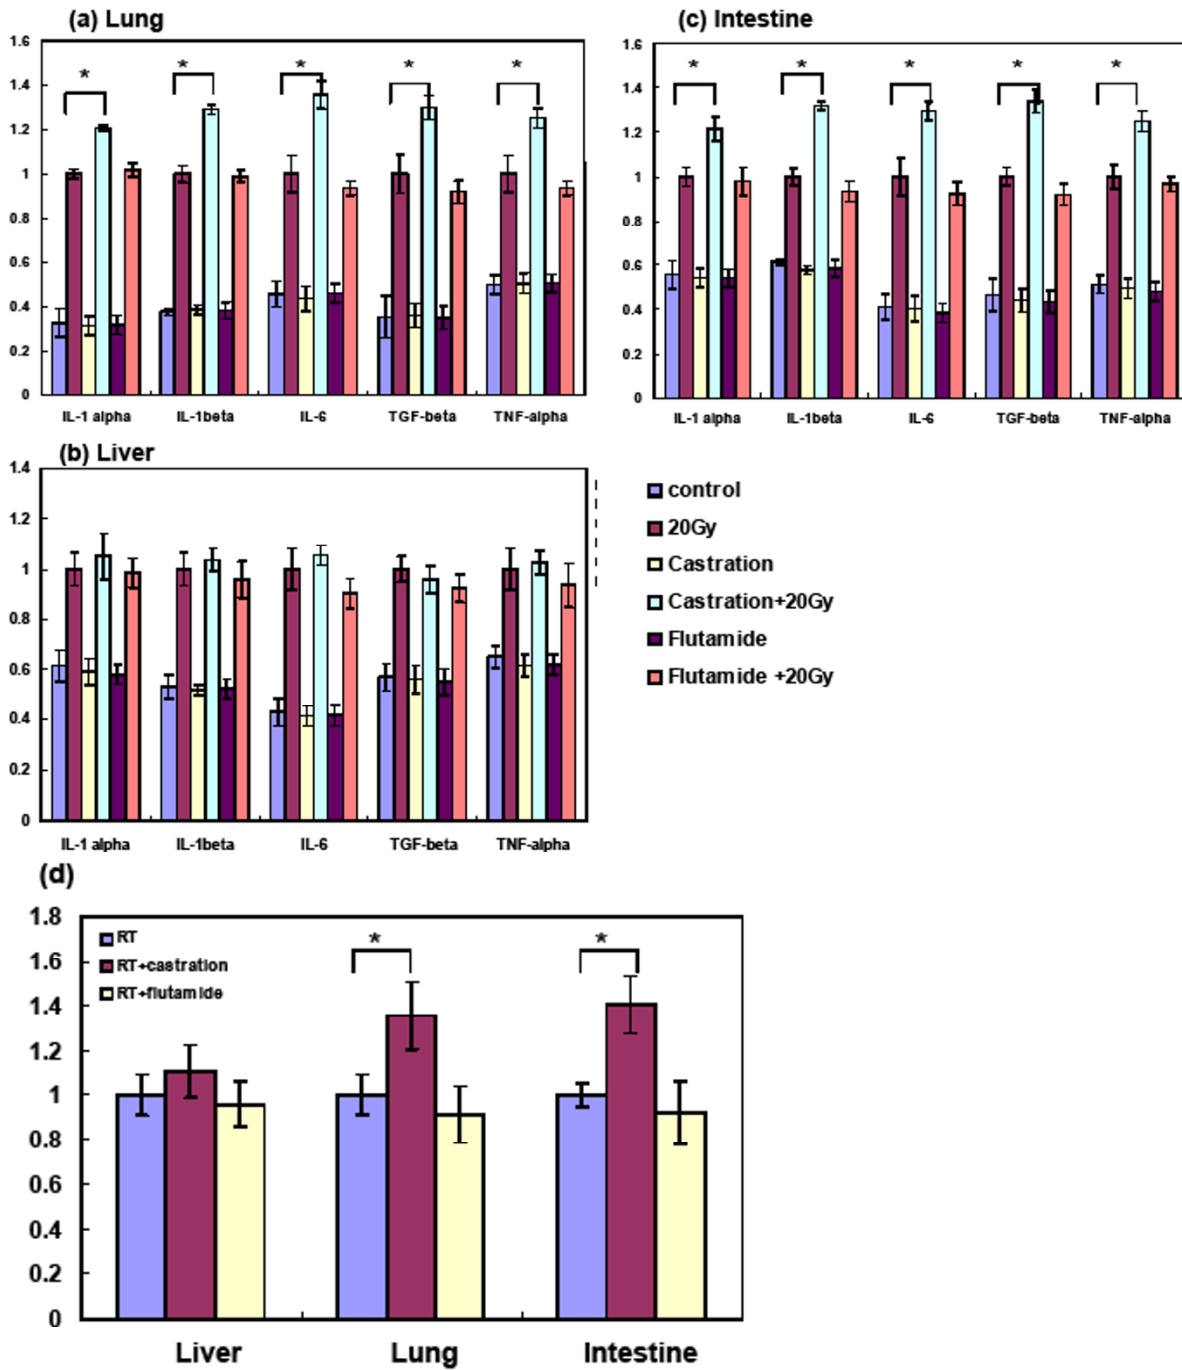 (a) Lung
1.6
1.4
1.2
1
0.8
0.6
0.4
0.2
0
* * * * *
IL-1 alpha IL-1beta IL-6 TGF-beta TNF-alpha
(c) Intestine
1.6
1.4
1.2
1
0.8
0.6
0.4
0.2
0
* * * * *
IL-1 alpha IL-1beta IL-6 TGF-beta TNF-alpha
(b) Liver
1.4
1.2
1
0.8
0.6
0.4
0.2
0
IL-1 alpha IL-1beta IL-6 TGF-beta TNF-alpha
control
20Gy
Castration
Castration+20Gy
Flutamide
Flutamide +20Gy
(d)
1.8
1.6
1.4
1.2
1
0.8
0.6
0.4
0.2
0
RT
RT+castration
RT+flutamide
* *
Liver Lung Intestine